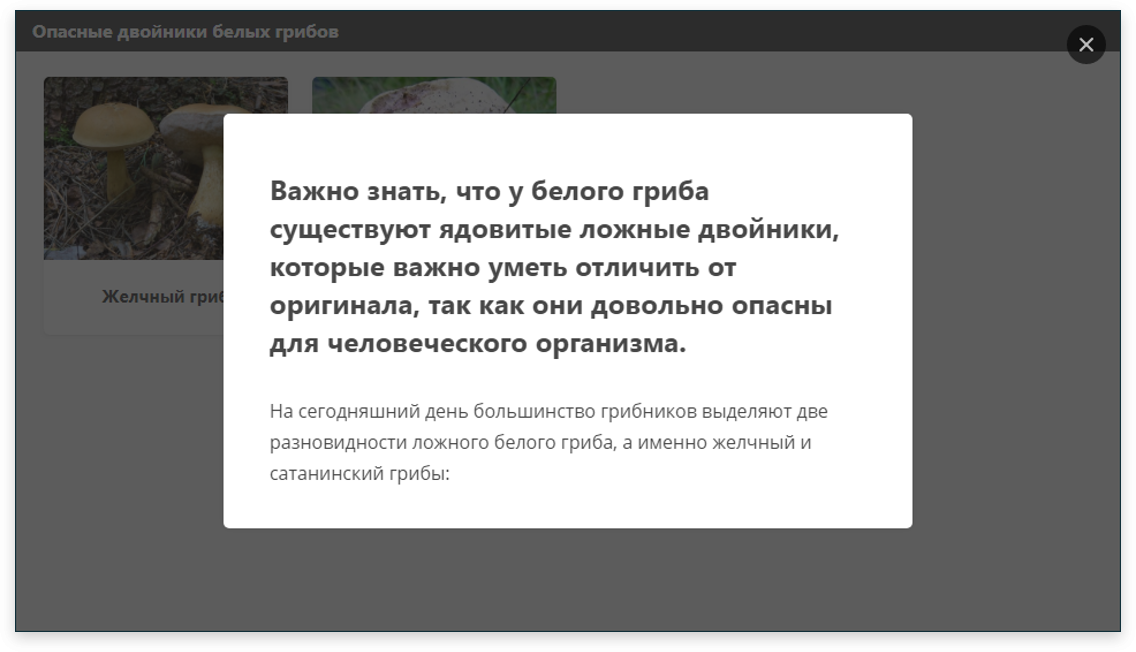 Опасные двойники белых грибов
Желчный гриб
Важно знать, что у белого гриба
существуют ядовитые ложные двойники,
которые важно уметь отличить от
оригинала, так как они довольно опасны
для человеческого организма.
На сегодняшний день большинство грибников выделяют две
разновидности ложного белого гриба, а именно желчный и
сатанинский грибы: